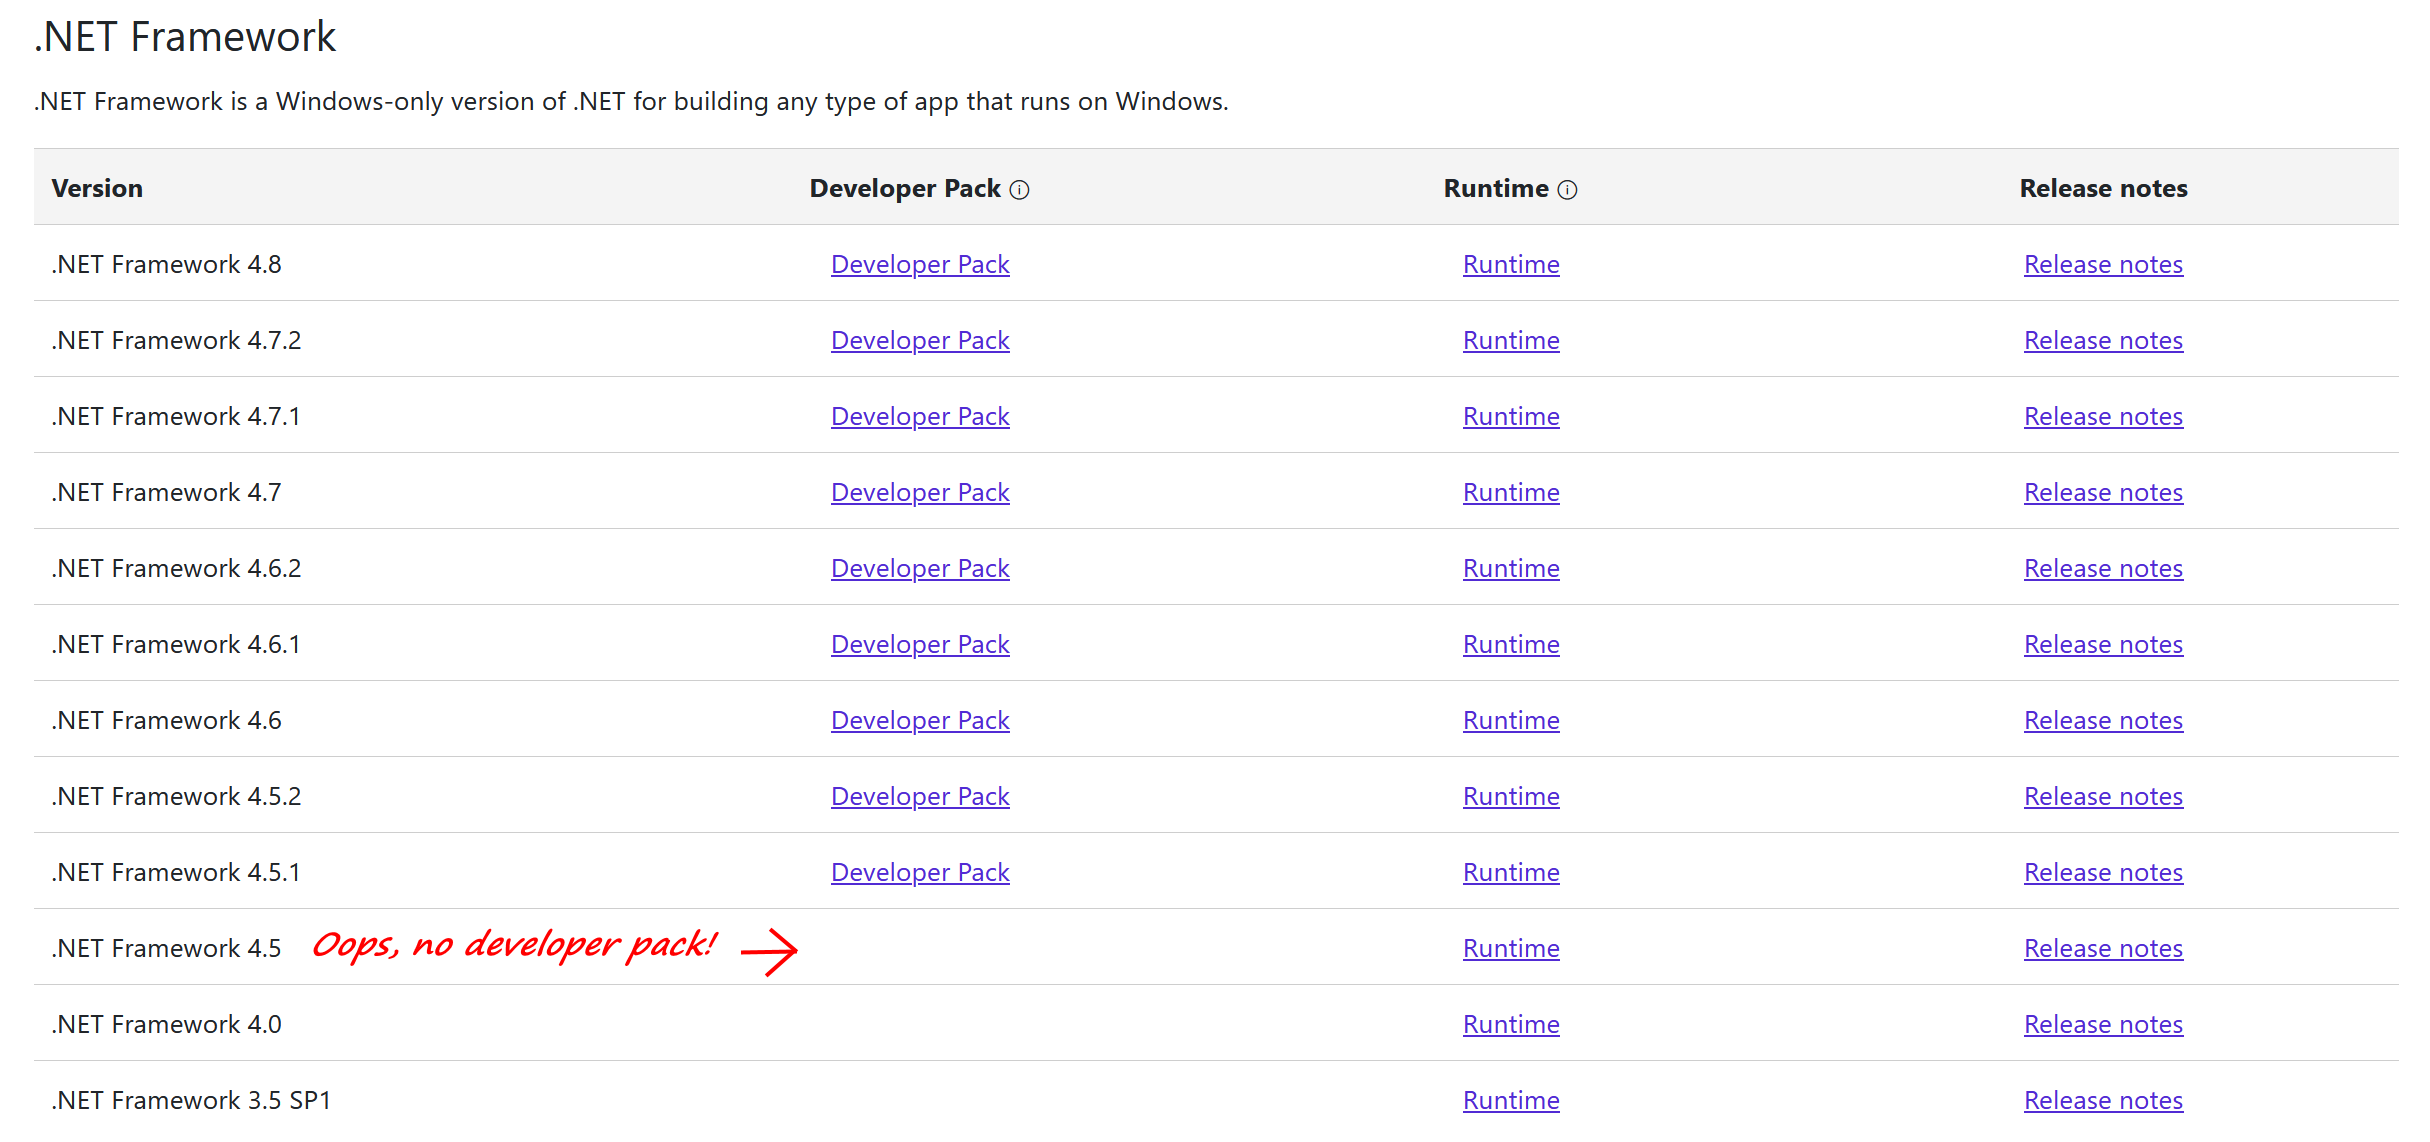 .NET Framework
.NET Framework is a Windows-only version of .NET for building any type of app that runs on Windows.
Version Developer Pack Runtime Release notes
.NET Framework 4.8 Developer Pack Runtime Release notes
.NET Framework 4.7.2 Developer Pack Runtime Release notes
.NET Framework 4.7.1 Developer Pack Runtime Release notes
.NET Framework 4.7 Developer Pack Runtime Release notes
.NET Framework 4.6.2 Developer Pack Runtime Release notes
.NET Framework 4.6.1 Developer Pack Runtime Release notes
.NET Framework 4.6 Developer Pack Runtime Release notes
.NET Framework 4.5.2 Developer Pack Runtime Release notes
.NET Framework 4.5.1 Developer Pack Runtime Release notes
.NET Framework 4.5 Oops, no developer pack! Runtime Release notes
.NET Framework 4.0 Runtime Release notes
.NET Framework 3.5 SP1 Runtime Release notes